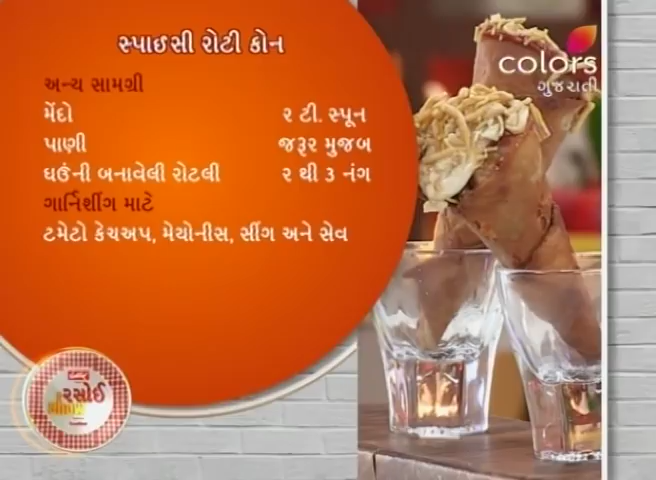 સ્પાઈસી રોટી કોન
અન્ય સામગ્રી
મેંદો ૨ ટી. સ્પૂન
પાણી જરૂર મુજબ
ઘઉંની બનાવેલી રોટલી ૨ થી ૩ નંગ
ગાર્નિશીંગ માટે
ટમેટો કેચઅપ, મેયોનીસ, સીંગ અને સેવ
colors
ગુજરાતી
રસોઈ